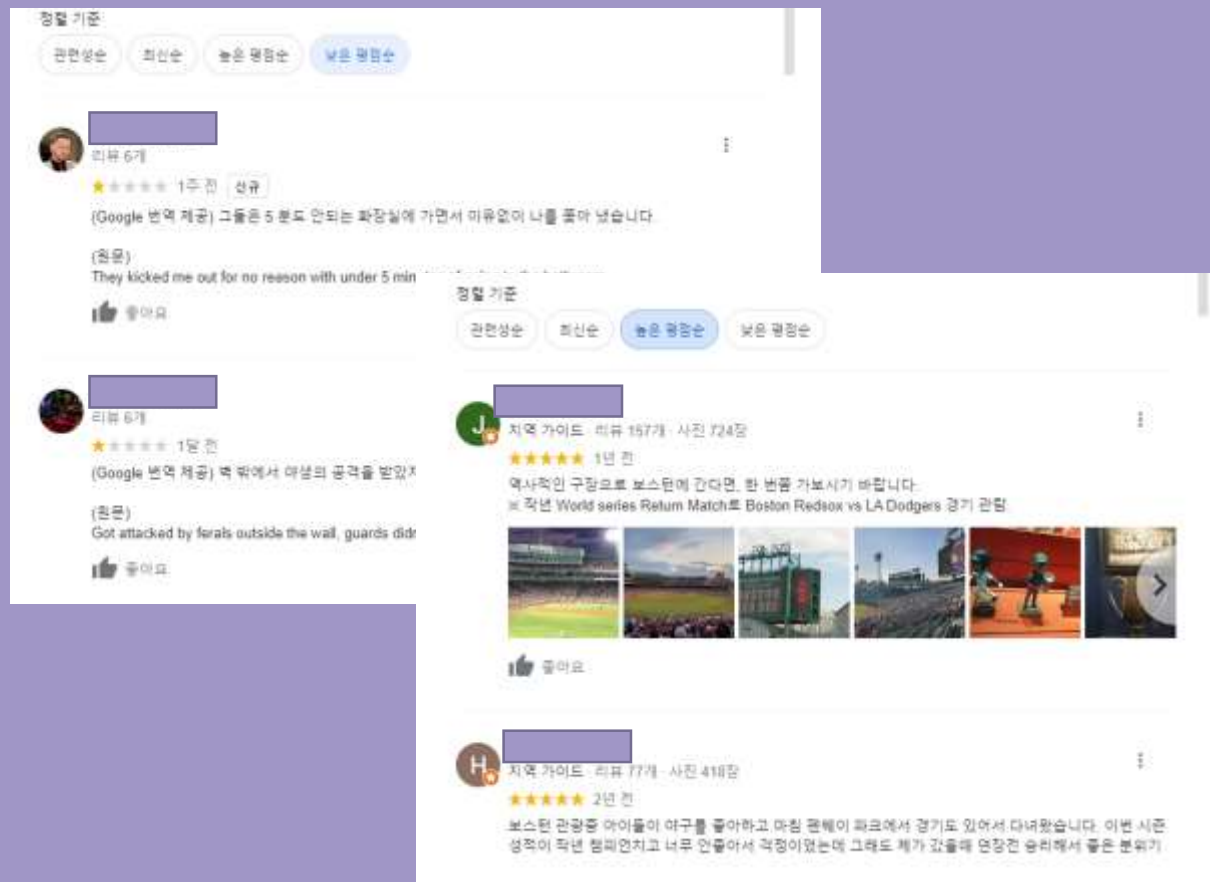 정렬 기준
관련성순 최신순 높은 평점순 낮은 평점순
리뷰 6개
1주 전 신규
(Google 번역 제공) 그들은 5 분도 안되는 화장실에 가면서 이유없이 나를 쫓아 냈습니다.
(원문)
They kicked me out for no reason with under 5 min
좋아요
리뷰 6개
1달 전
(Google 번역 제공) 벽 밖에서 야생의 공격을 받았지
(원문)
Got attacked by ferals outside the wall, guards didn
좋아요
정렬 기준
관련성순 최신순 높은 평점순 낮은 평점순
J
지역 가이드 · 리뷰 157개 · 사진 724장
1년 전
역사적인 구장으로 보스턴에 간다면, 한 번쯤 가보시기 바랍니다.
※ 작년 World series Return Match로 Boston Redsox vs LA Dodgers 경기 관람
좋아요
H
지역 가이드 · 리뷰 77개 · 사진 418장
2년 전
보스턴 관광중 아이들이 야구를 좋아하고 마침 펜웨이 파크에서 경기도 있어서 다녀왔습니다. 이번 시즌
성적이 작년 챔피언치고 너무 안좋아서 걱정이었는데 그래도 제가 갔을때 연장전 승리해서 좋은 분위기